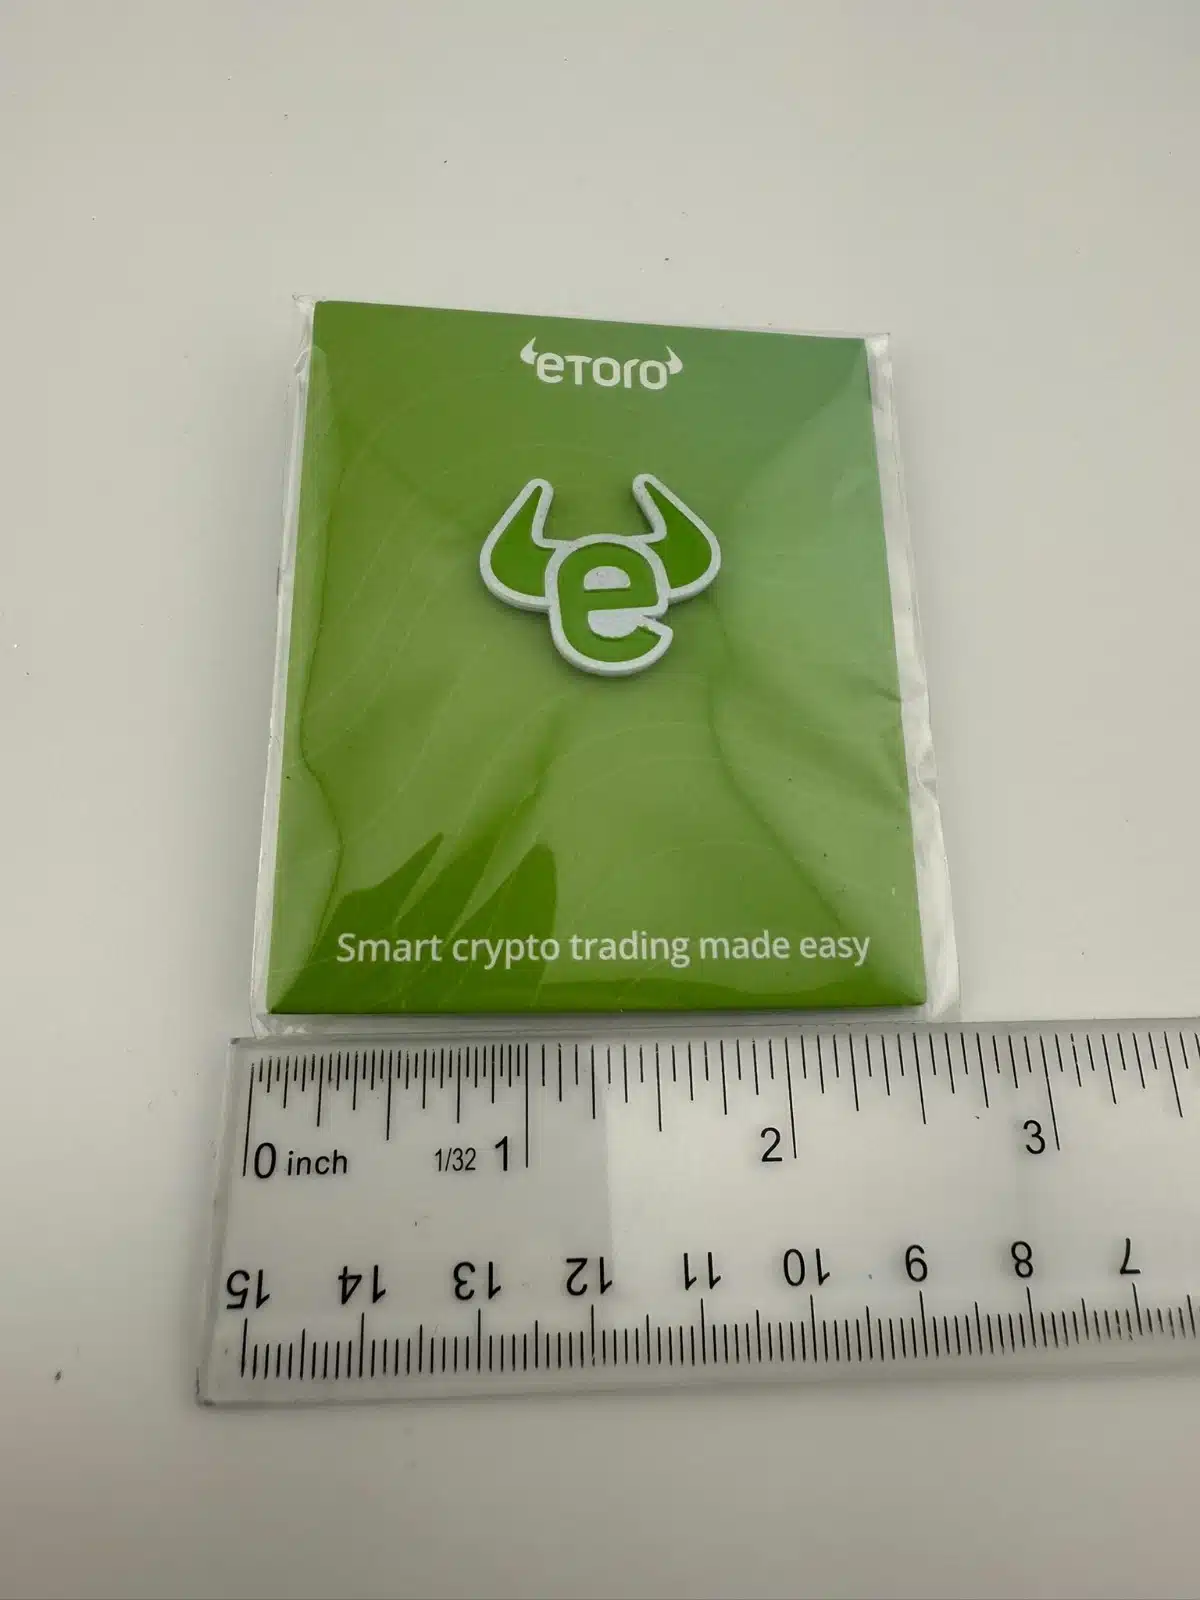 eToro
e
Smart crypto trading made easy
0 inch 1/32 1 2 3
15 14 13 12 11 10 9 8 7